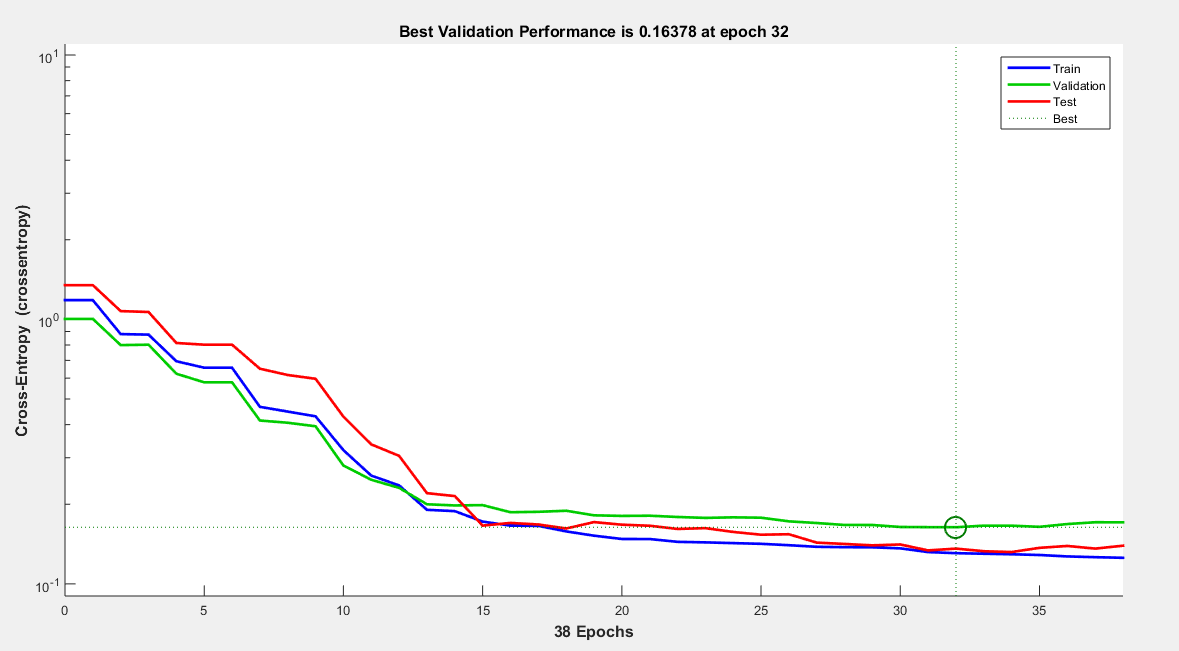 Best Validation Performance is 0.16378 at epoch 32
Train
Validation
Test
Best
Cross-Entropy (crossentropy)
10^1
10^0
10^-1
0 5 10 15 20 25 30 35
38 Epochs